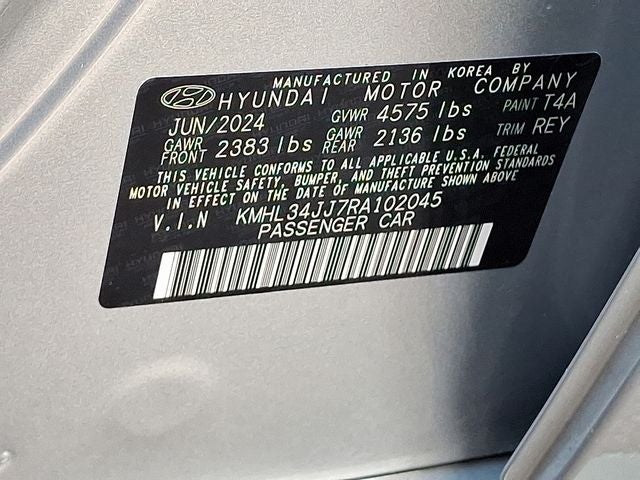 MANUFACTURED IN KOREA BY
HYUNDAI MOTOR COMPANY
JUN/2024 GVWR 4575 lbs PAINT T4A
GAWR FRONT 2383 lbs GAWR REAR 2136 lbs TRIM REY
THIS VEHICLE CONFORMS TO ALL APPLICABLE U.S.A. FEDERAL
MOTOR VEHICLE SAFETY, BUMPER, AND THEFT PREVENTION STANDARDS
IN EFFECT ON THE DATE OF MANUFACTURE SHOWN ABOVE
V.I.N KMHL34JJ7RA102045
PASSENGER CAR